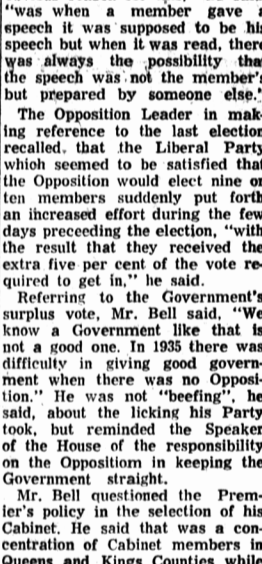 "was when a member gave a
speech it was supposed to be his
speech but when it was read, there
was always the possibility that
the speech was not the member's
but prepared by someone else."
The Opposition Leader in mak-
ing reference to the last election
recalled, that the Liberal Party
which seemed to be satisfied that
the Opposition would elect nine or
ten members suddenly put forth
an increased effort during the few
days preceeding the election, "with
the result that they received the
extra five per cent of the vote re-
quired to get in," he said.
Referring to the Government's
surplus vote, Mr. Bell said, "We
know a Government like that is
not a good one. In 1935 there was
difficulty in giving good govern-
ment when there was no Opposi-
tion." He was not "beefing", he
said, about the licking his Party
took, but reminded the Speaker
of the House of the responsibility
on the Oppositiom in keeping the
Government straight.
Mr. Bell questioned the Prem-
ier's policy in the selection of his
Cabinet. He said that was a con-
centration of Cabinet members in
Queens and Kings Counties while